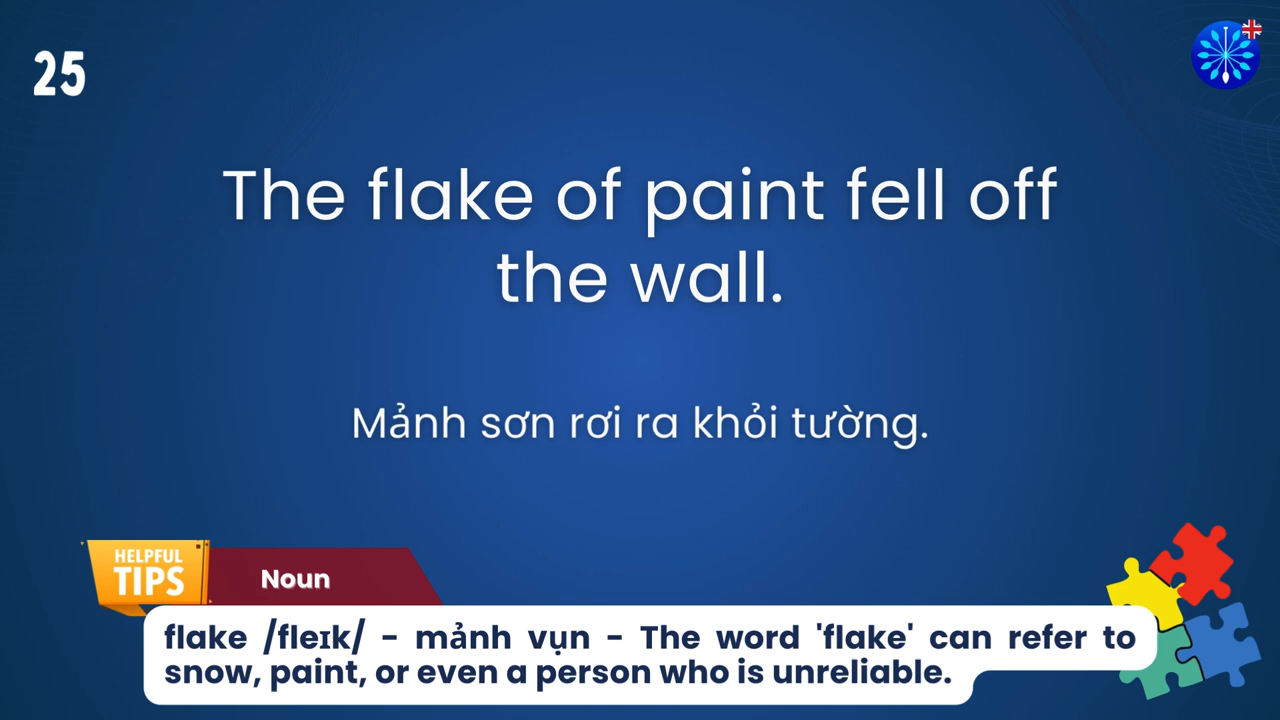 25
The flake of paint fell off
the wall.
Mảnh sơn rơi ra khỏi tường.
HELPFUL
TIPS
Noun
flake /fleɪk/ - mảnh vụn - The word 'flake' can refer to
snow, paint, or even a person who is unreliable.